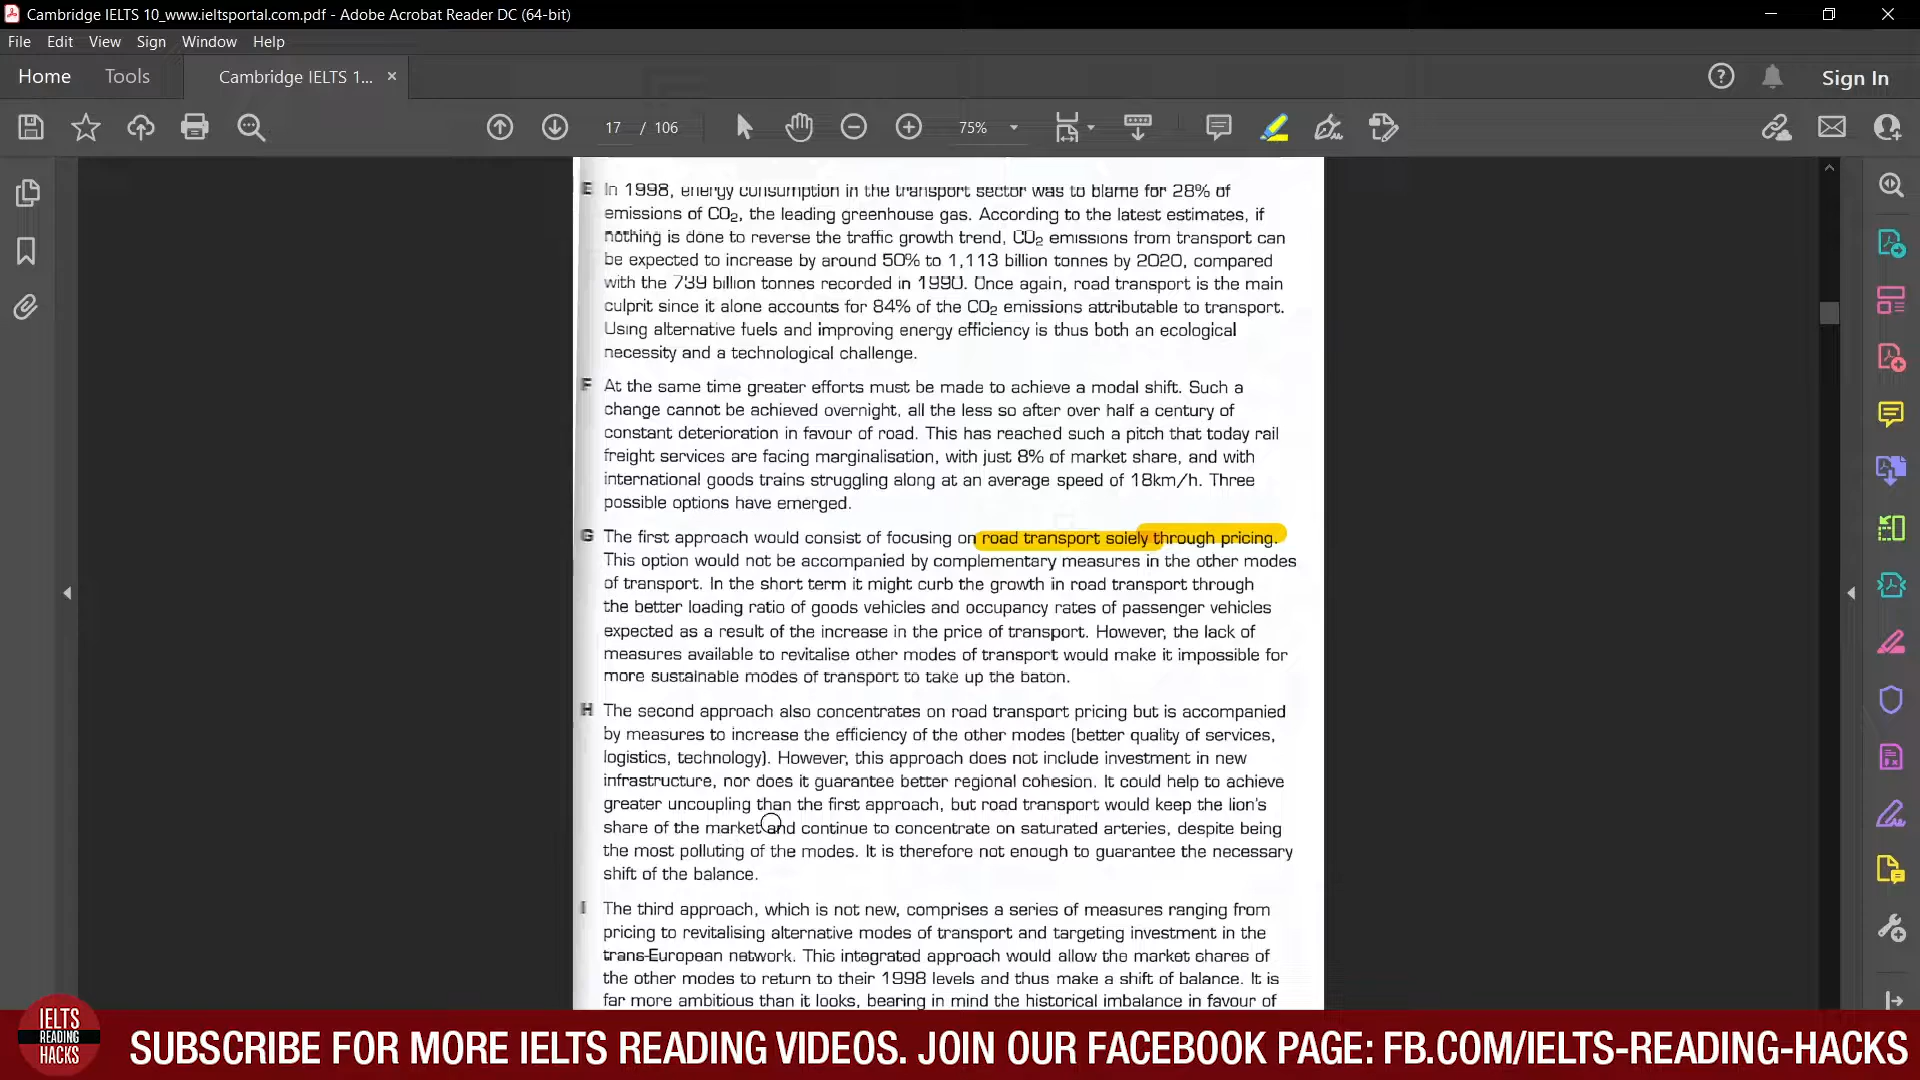 Cambridge IELTS 10_www.ieltsportal.com.pdf - Adobe Acrobat Reader DC (64-bit)
File Edit View Sign Window Help
Home Tools Cambridge IELTS 1... × Sign In
17 / 106 75%
E In 1998, energy consumption in the transport sector was to blame for 28% of
emissions of CO₂, the leading greenhouse gas. According to the latest estimates, if
nothing is done to reverse the traffic growth trend, CO₂ emissions from transport can
be expected to increase by around 50% to 1,113 billion tonnes by 2020, compared
with the 739 billion tonnes recorded in 1990. Once again, road transport is the main
culprit since it alone accounts for 84% of the CO₂ emissions attributable to transport.
Using alternative fuels and improving energy efficiency is thus both an ecological
necessity and a technological challenge.
F At the same time greater efforts must be made to achieve a modal shift. Such a
change cannot be achieved overnight, all the less so after over half a century of
constant deterioration in favour of road. This has reached such a pitch that today rail
freight services are facing marginalisation, with just 8% of market share, and with
international goods trains struggling along at an average speed of 18km/h. Three
possible options have emerged.
G The first approach would consist of focusing on road transport solely through pricing.
This option would not be accompanied by complementary measures in the other modes
of transport. In the short term it might curb the growth in road transport through
the better loading ratio of goods vehicles and occupancy rates of passenger vehicles
expected as a result of the increase in the price of transport. However, the lack of
measures available to revitalise other modes of transport would make it impossible for
more sustainable modes of transport to take up the baton.
H The second approach also concentrates on road transport pricing but is accompanied
by measures to increase the efficiency of the other modes (better quality of services,
logistics, technology). However, this approach does not include investment in new
infrastructure, nor does it guarantee better regional cohesion. It could help to achieve
greater uncoupling than the first approach, but road transport would keep the lion's
share of the market and continue to concentrate on saturated arteries, despite being
the most polluting of the modes. It is therefore not enough to guarantee the necessary
shift of the balance.
I The third approach, which is not new, comprises a series of measures ranging from
pricing to revitalising alternative modes of transport and targeting investment in the
trans-European network. This integrated approach would allow the market shares of
the other modes to return to their 1998 levels and thus make a shift of balance. It is
far more ambitious than it looks, bearing in mind the historical imbalance in favour of
IELTS
READING
HACKS
SUBSCRIBE FOR MORE IELTS READING VIDEOS. JOIN OUR FACEBOOK PAGE: FB.COM/IELTS-READING-HACKS